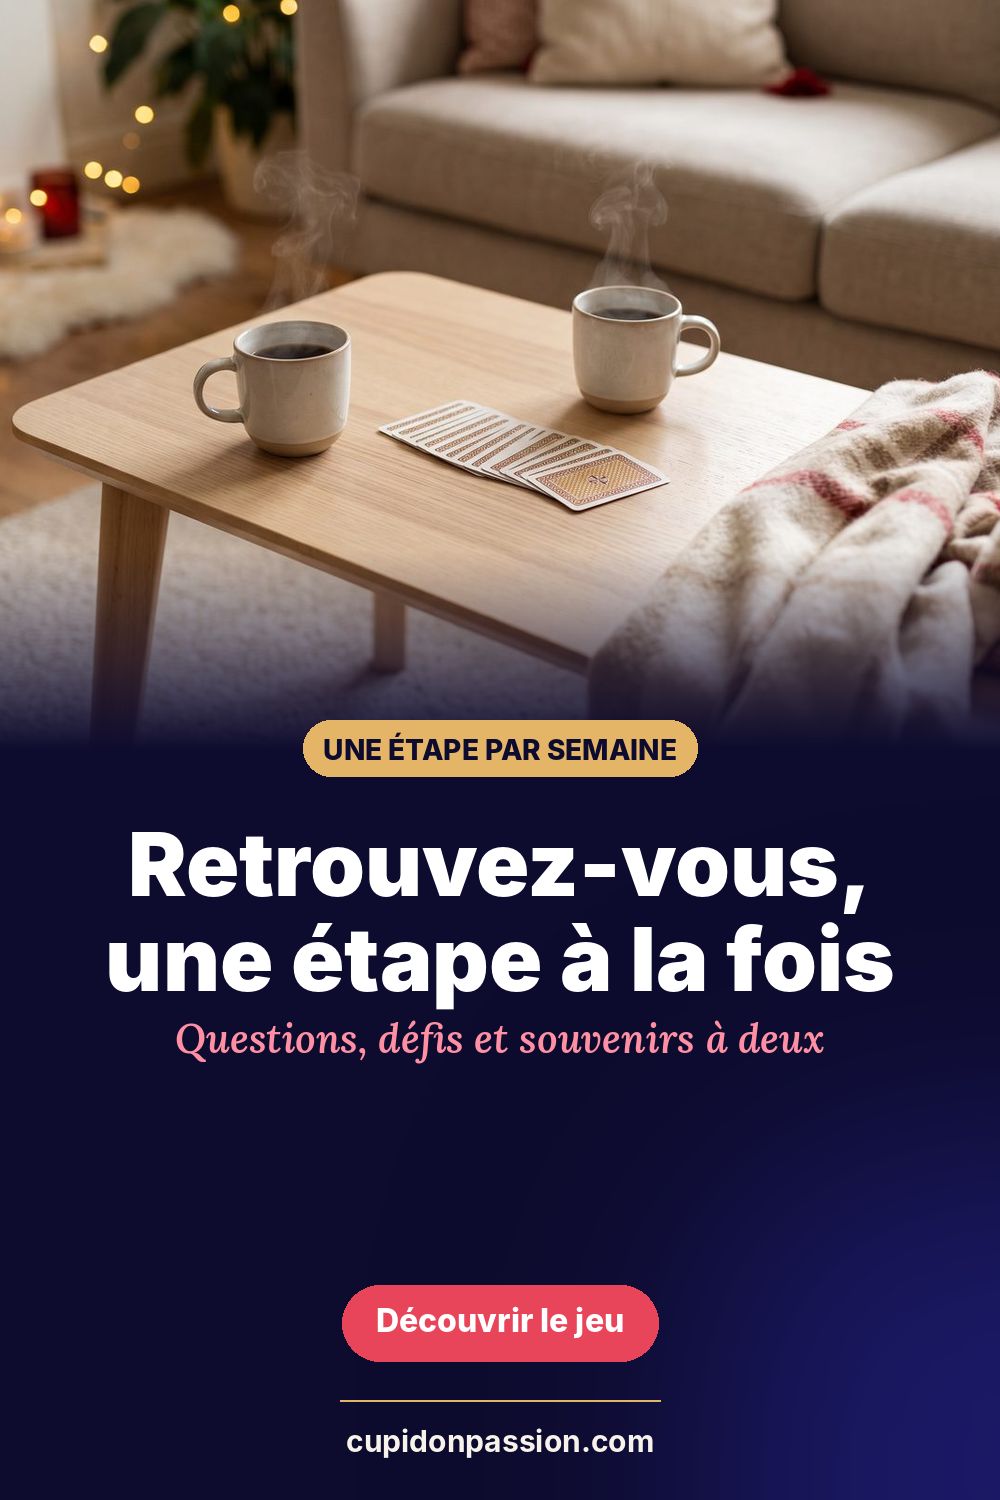 UNE ÉTAPE PAR SEMAINE
Retrouvez-vous,
une étape à la fois
Questions, défis et souvenirs à deux
Découvrir le jeu
cupidonpassion.com